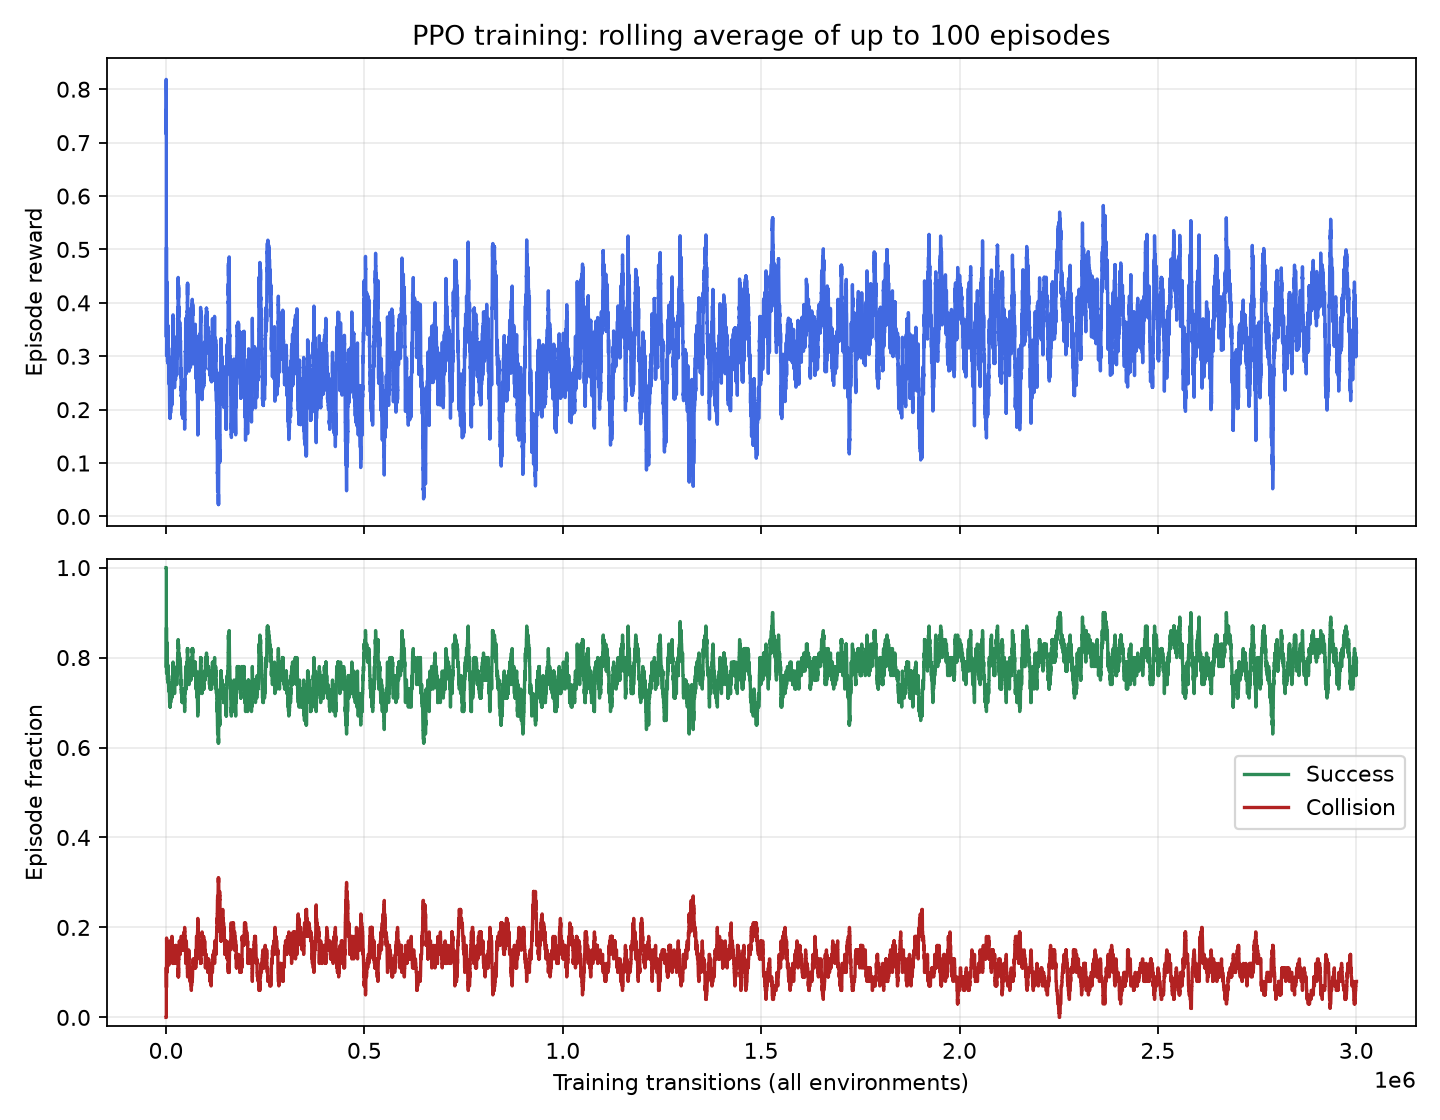 PPO training: rolling average of up to 100 episodes
Episode reward
0.8
0.7
0.6
0.5
0.4
0.3
0.2
0.1
0.0
Episode fraction
1.0
0.8
0.6
0.4
0.2
0.0
Success
Collision
0.0 0.5 1.0 1.5 2.0 2.5 3.0
1e6
Training transitions (all environments)